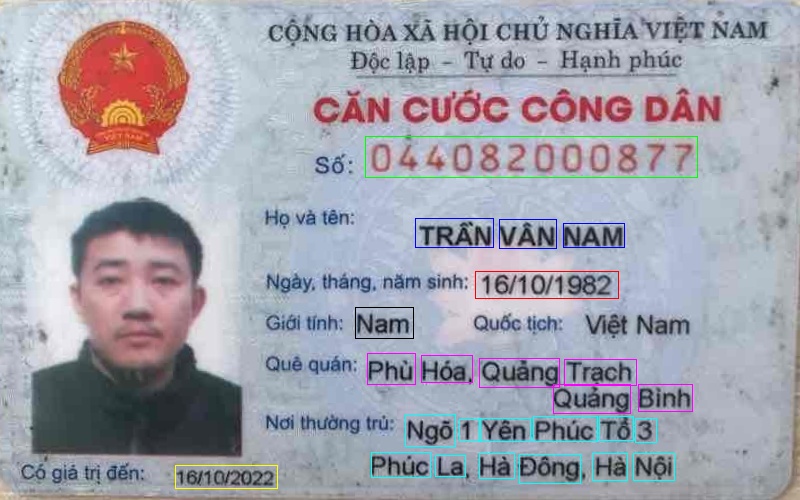 CỘNG HÒA XÃ HỘI CHỦ NGHĨA VIỆT NAM
Độc lập - Tự do - Hạnh phúc
CĂN CƯỚC CÔNG DÂN
Số: 044082000877
Họ và tên:
TRẦN VÂN NAM
Ngày, tháng, năm sinh: 16/10/1982
Giới tính: Nam Quốc tịch: Việt Nam
Quê quán: Phù Hóa, Quảng Trạch
Quảng Bình
Nơi thường trú: Ngõ 1 Yên Phúc Tổ 3
Phúc La, Hà Đông, Hà Nội
Có giá trị đến: 16/10/2022
VIỆT NAM